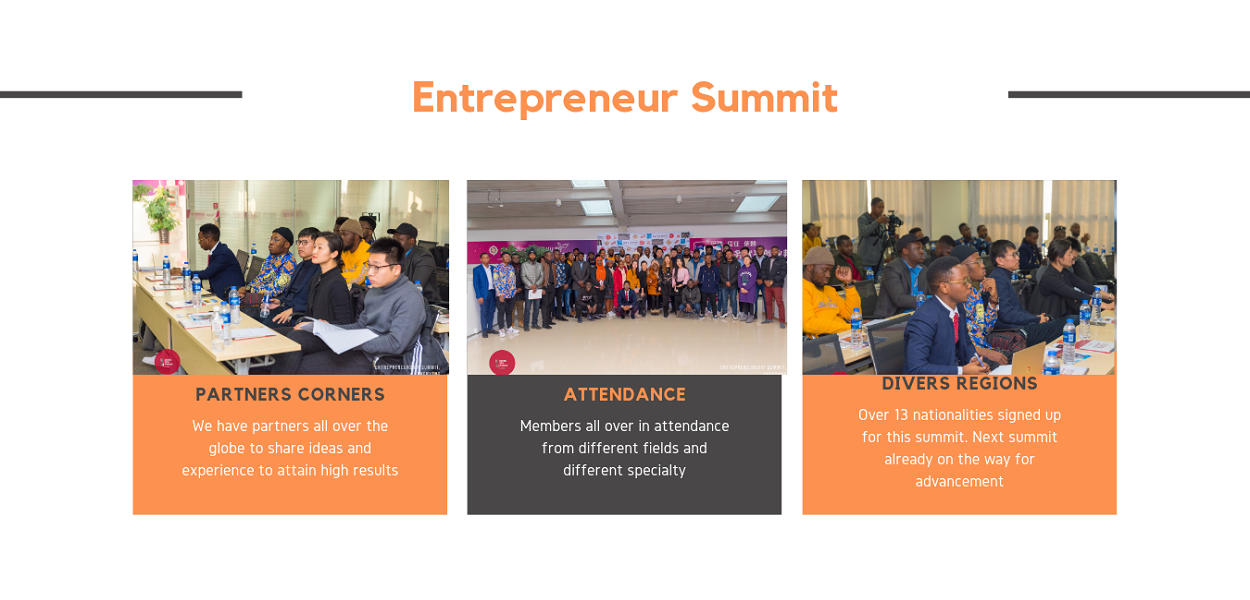 Entrepreneur Summit
PARTNERS CORNERS
We have partners all over the
globe to share ideas and
experience to attain high results
ATTENDANCE
Members all over in attendance
from different fields and
different specialty
DIVERS REGIONS
Over 13 nationalities signed up
for this summit. Next summit
already on the way for
advancement